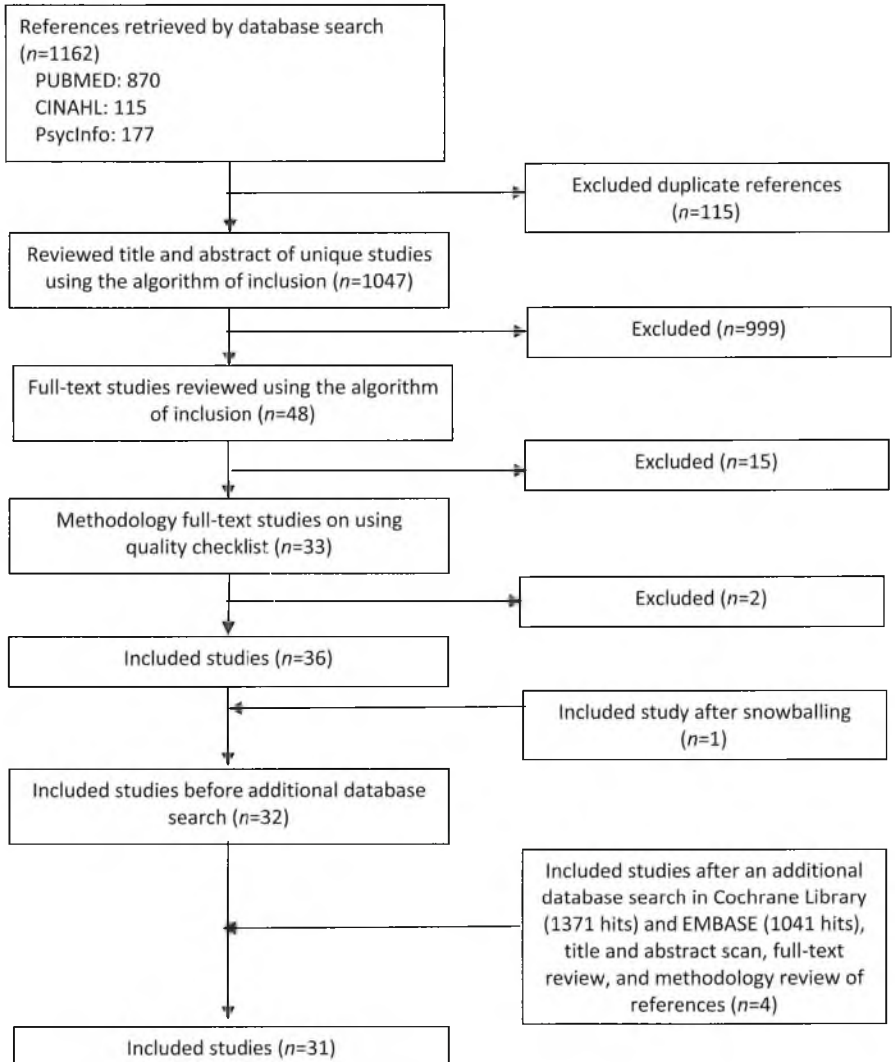 References retrieved by database search
(n=1162)
PUBMED: 870
CINAHL: 115
PsycInfo: 177
Excluded duplicate references
(n=115)
Reviewed title and abstract of unique studies
using the algorithm of inclusion (n=1047)
Excluded (n=999)
Full-text studies reviewed using the algorithm
of inclusion (n=48)
Excluded (n=15)
Methodology full-text studies on using
quality checklist (n=33)
Excluded (n=2)
Included studies (n=36)
Included study after snowballing
(n=1)
Included studies before additional database
search (n=32)
Included studies after an additional
database search in Cochrane Library
(1371 hits) and EMBASE (1041 hits),
title and abstract scan, full-text
review, and methodology review of
references (n=4)
Included studies (n=31)